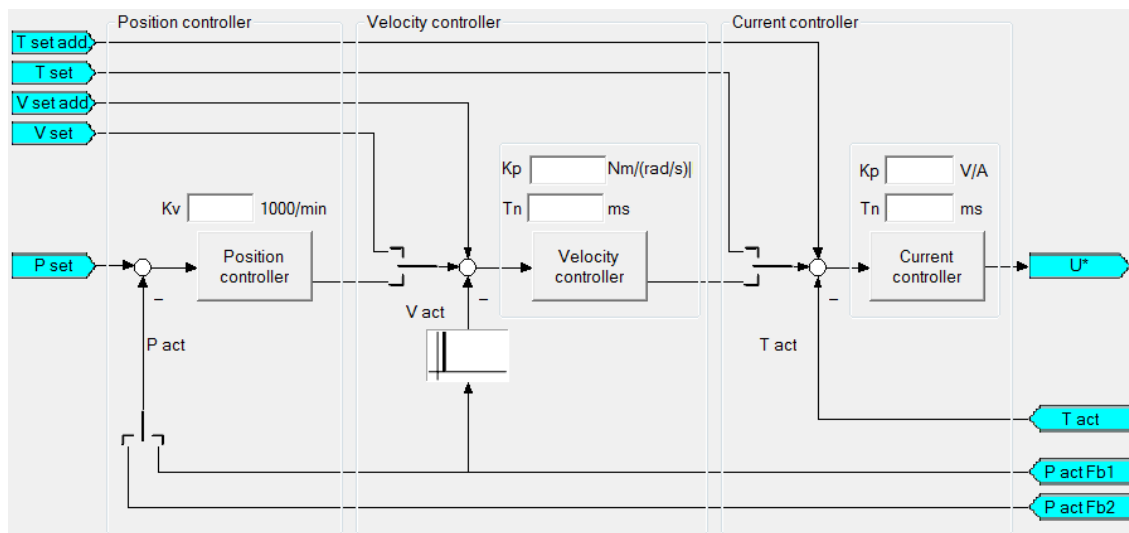 Position controller
Velocity controller
Current controller
T set add
T set
V set add
V set
Kp
Nm/(rad/s)|
Kp
V/A
Kv
1000/min
Tn
ms
Tn
ms
P set
Position
controller
Velocity
controller
Current
controller
U*
–
–
–
V act
P act
T act
T act
P act Fb1
P act Fb2